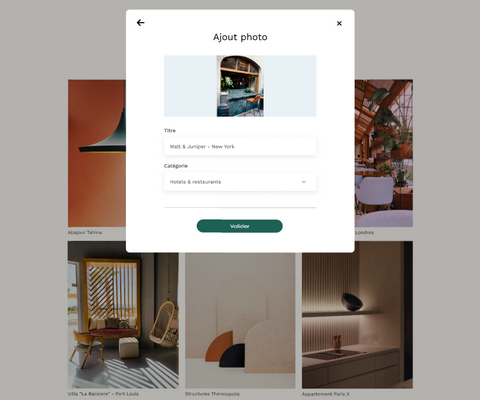 Ajout photo
Titre
Malt & Juniper - New York
Catégorie
Hotels & restaurants
Valider
Abajour Tahina
Londres
Villa "La Balisiere" - Port Louis
Structures Thermopolis
Appartement Paris X